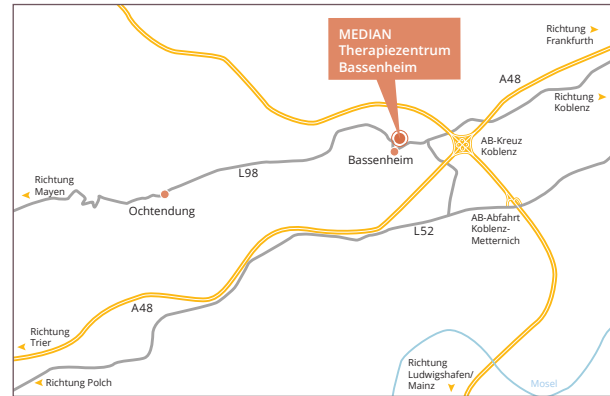 MEDIAN
Therapiezentrum
Bassenheim
Richtung
Frankfurth
A48
Richtung
Koblenz
AB-Kreuz
Koblenz
Bassenheim
L98
Richtung
Mayen
Ochtendung
AB-Abfahrt
Koblenz-
Metternich
L52
A48
Richtung
Trier
Richtung Polch
Richtung
Ludwigshafen/
Mainz
Mosel